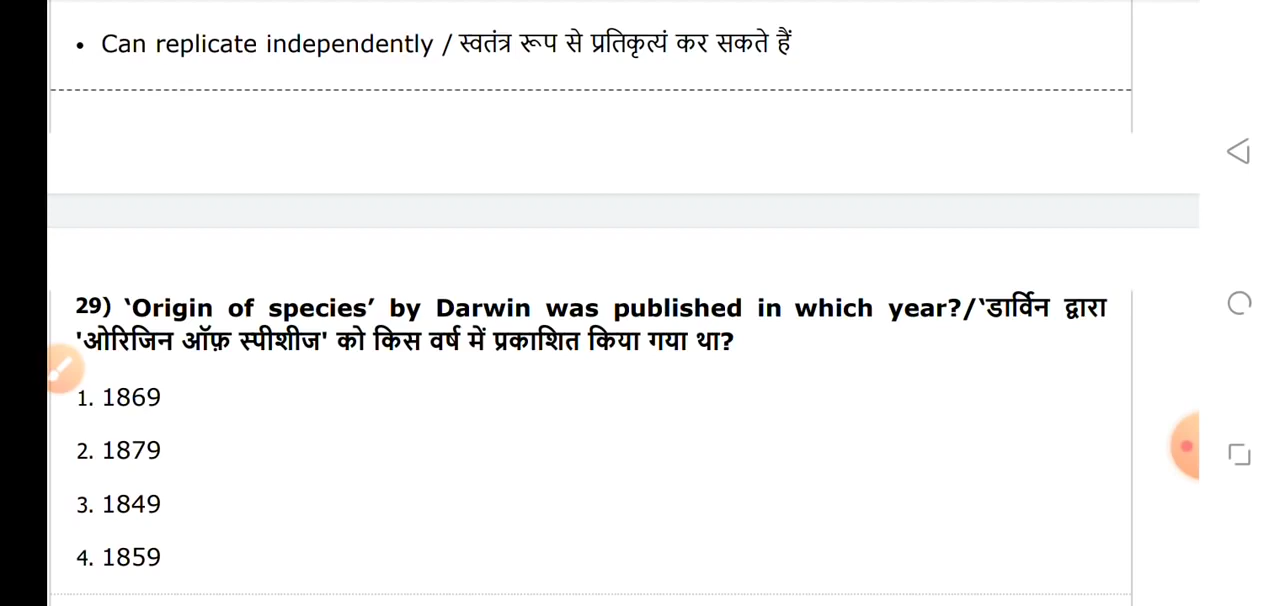 • Can replicate independently / स्वतंत्र रूप से प्रतिकृत्यं कर सकते हैं
29) ‘Origin of species’ by Darwin was published in which year?/‘डार्विन द्वारा
'ओरिजिन ऑफ़ स्पीशीज' को किस वर्ष में प्रकाशित किया गया था?
1. 1869
2. 1879
3. 1849
4. 1859